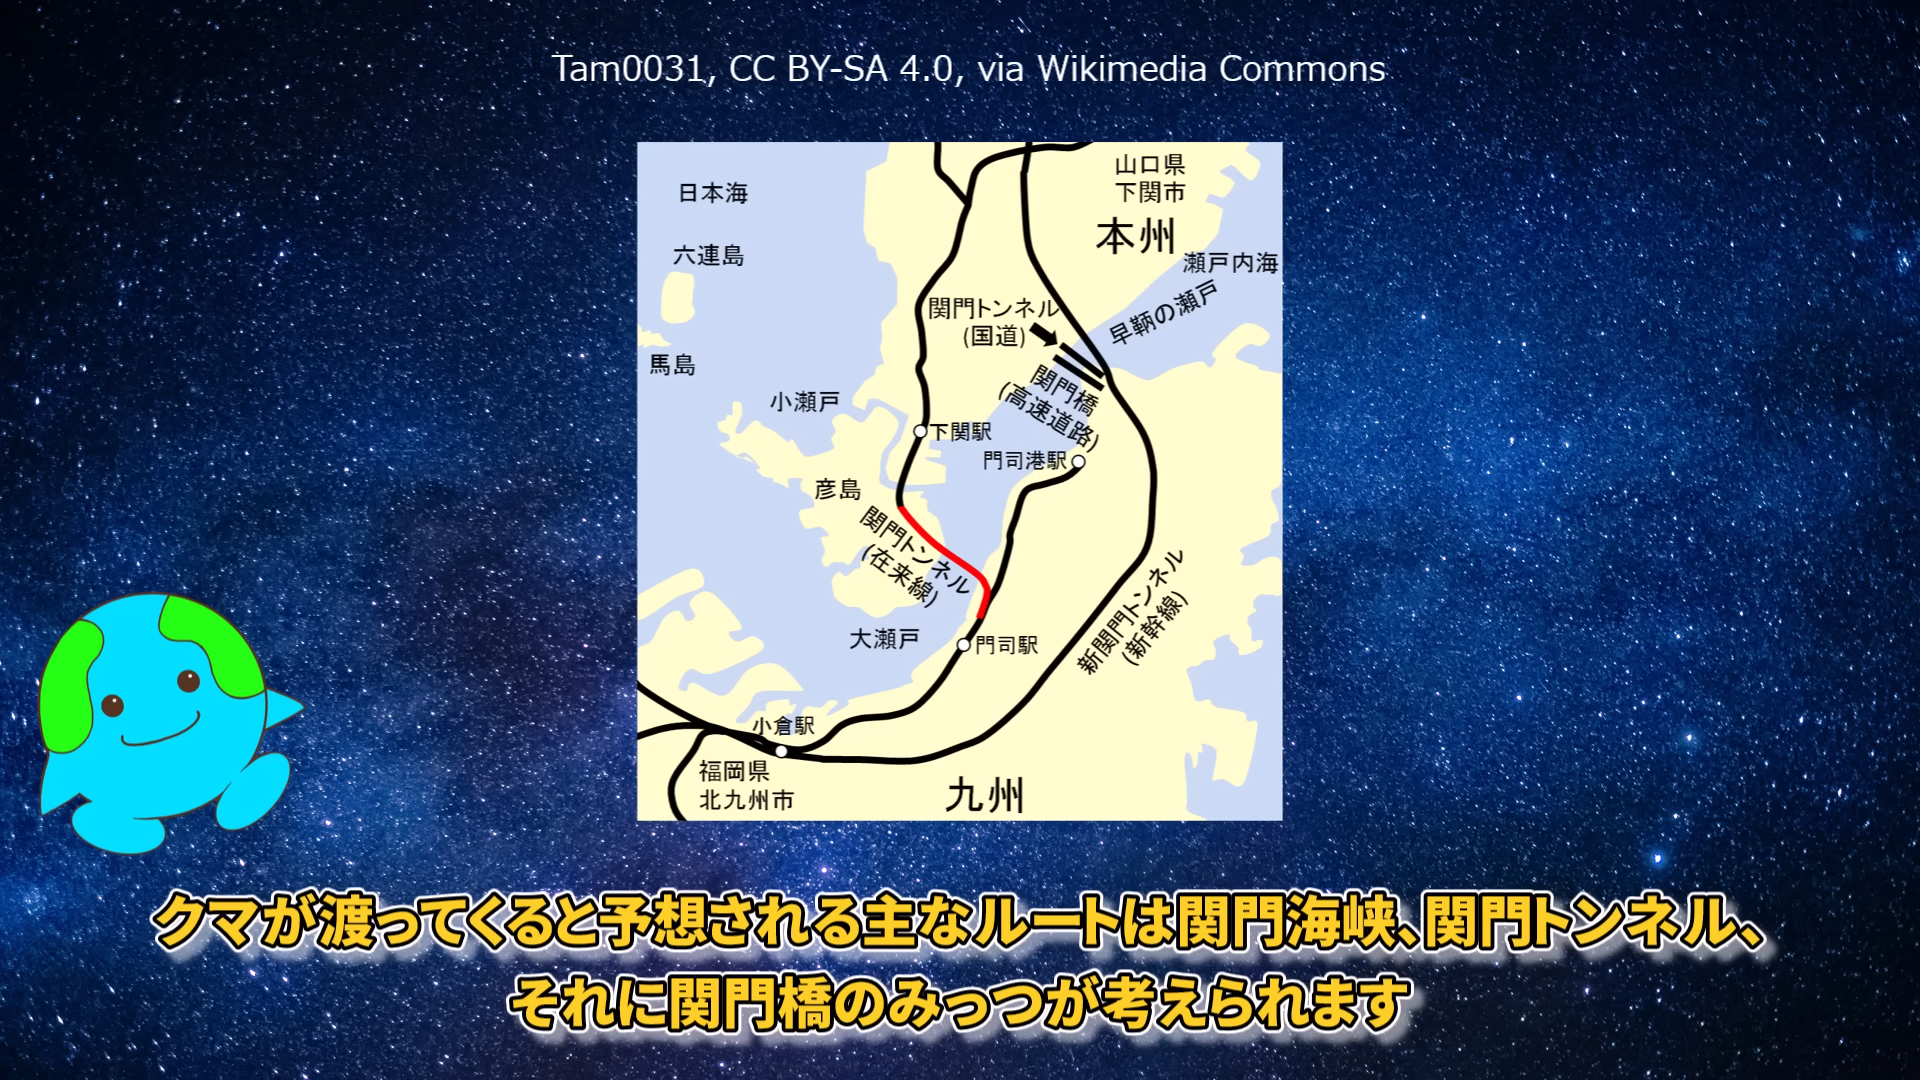 Tam0031, CC BY-SA 4.0, via Wikimedia Commons
山口県
下関市
本州
日本海
六連島
瀬戸内海
早鞆の瀬戸
関門トンネル
(国道)
馬島
関門橋
(高速道路)
小瀬戸
下関駅
門司港駅
彦島
関門トンネル
(在来線)
新関門トンネル
(新幹線)
大瀬戸
門司駅
小倉駅
福岡県
北九州市
九州
クマが渡ってくると予想される主なルートは関門海峡、関門トンネル、
それに関門橋のみっつが考えられます